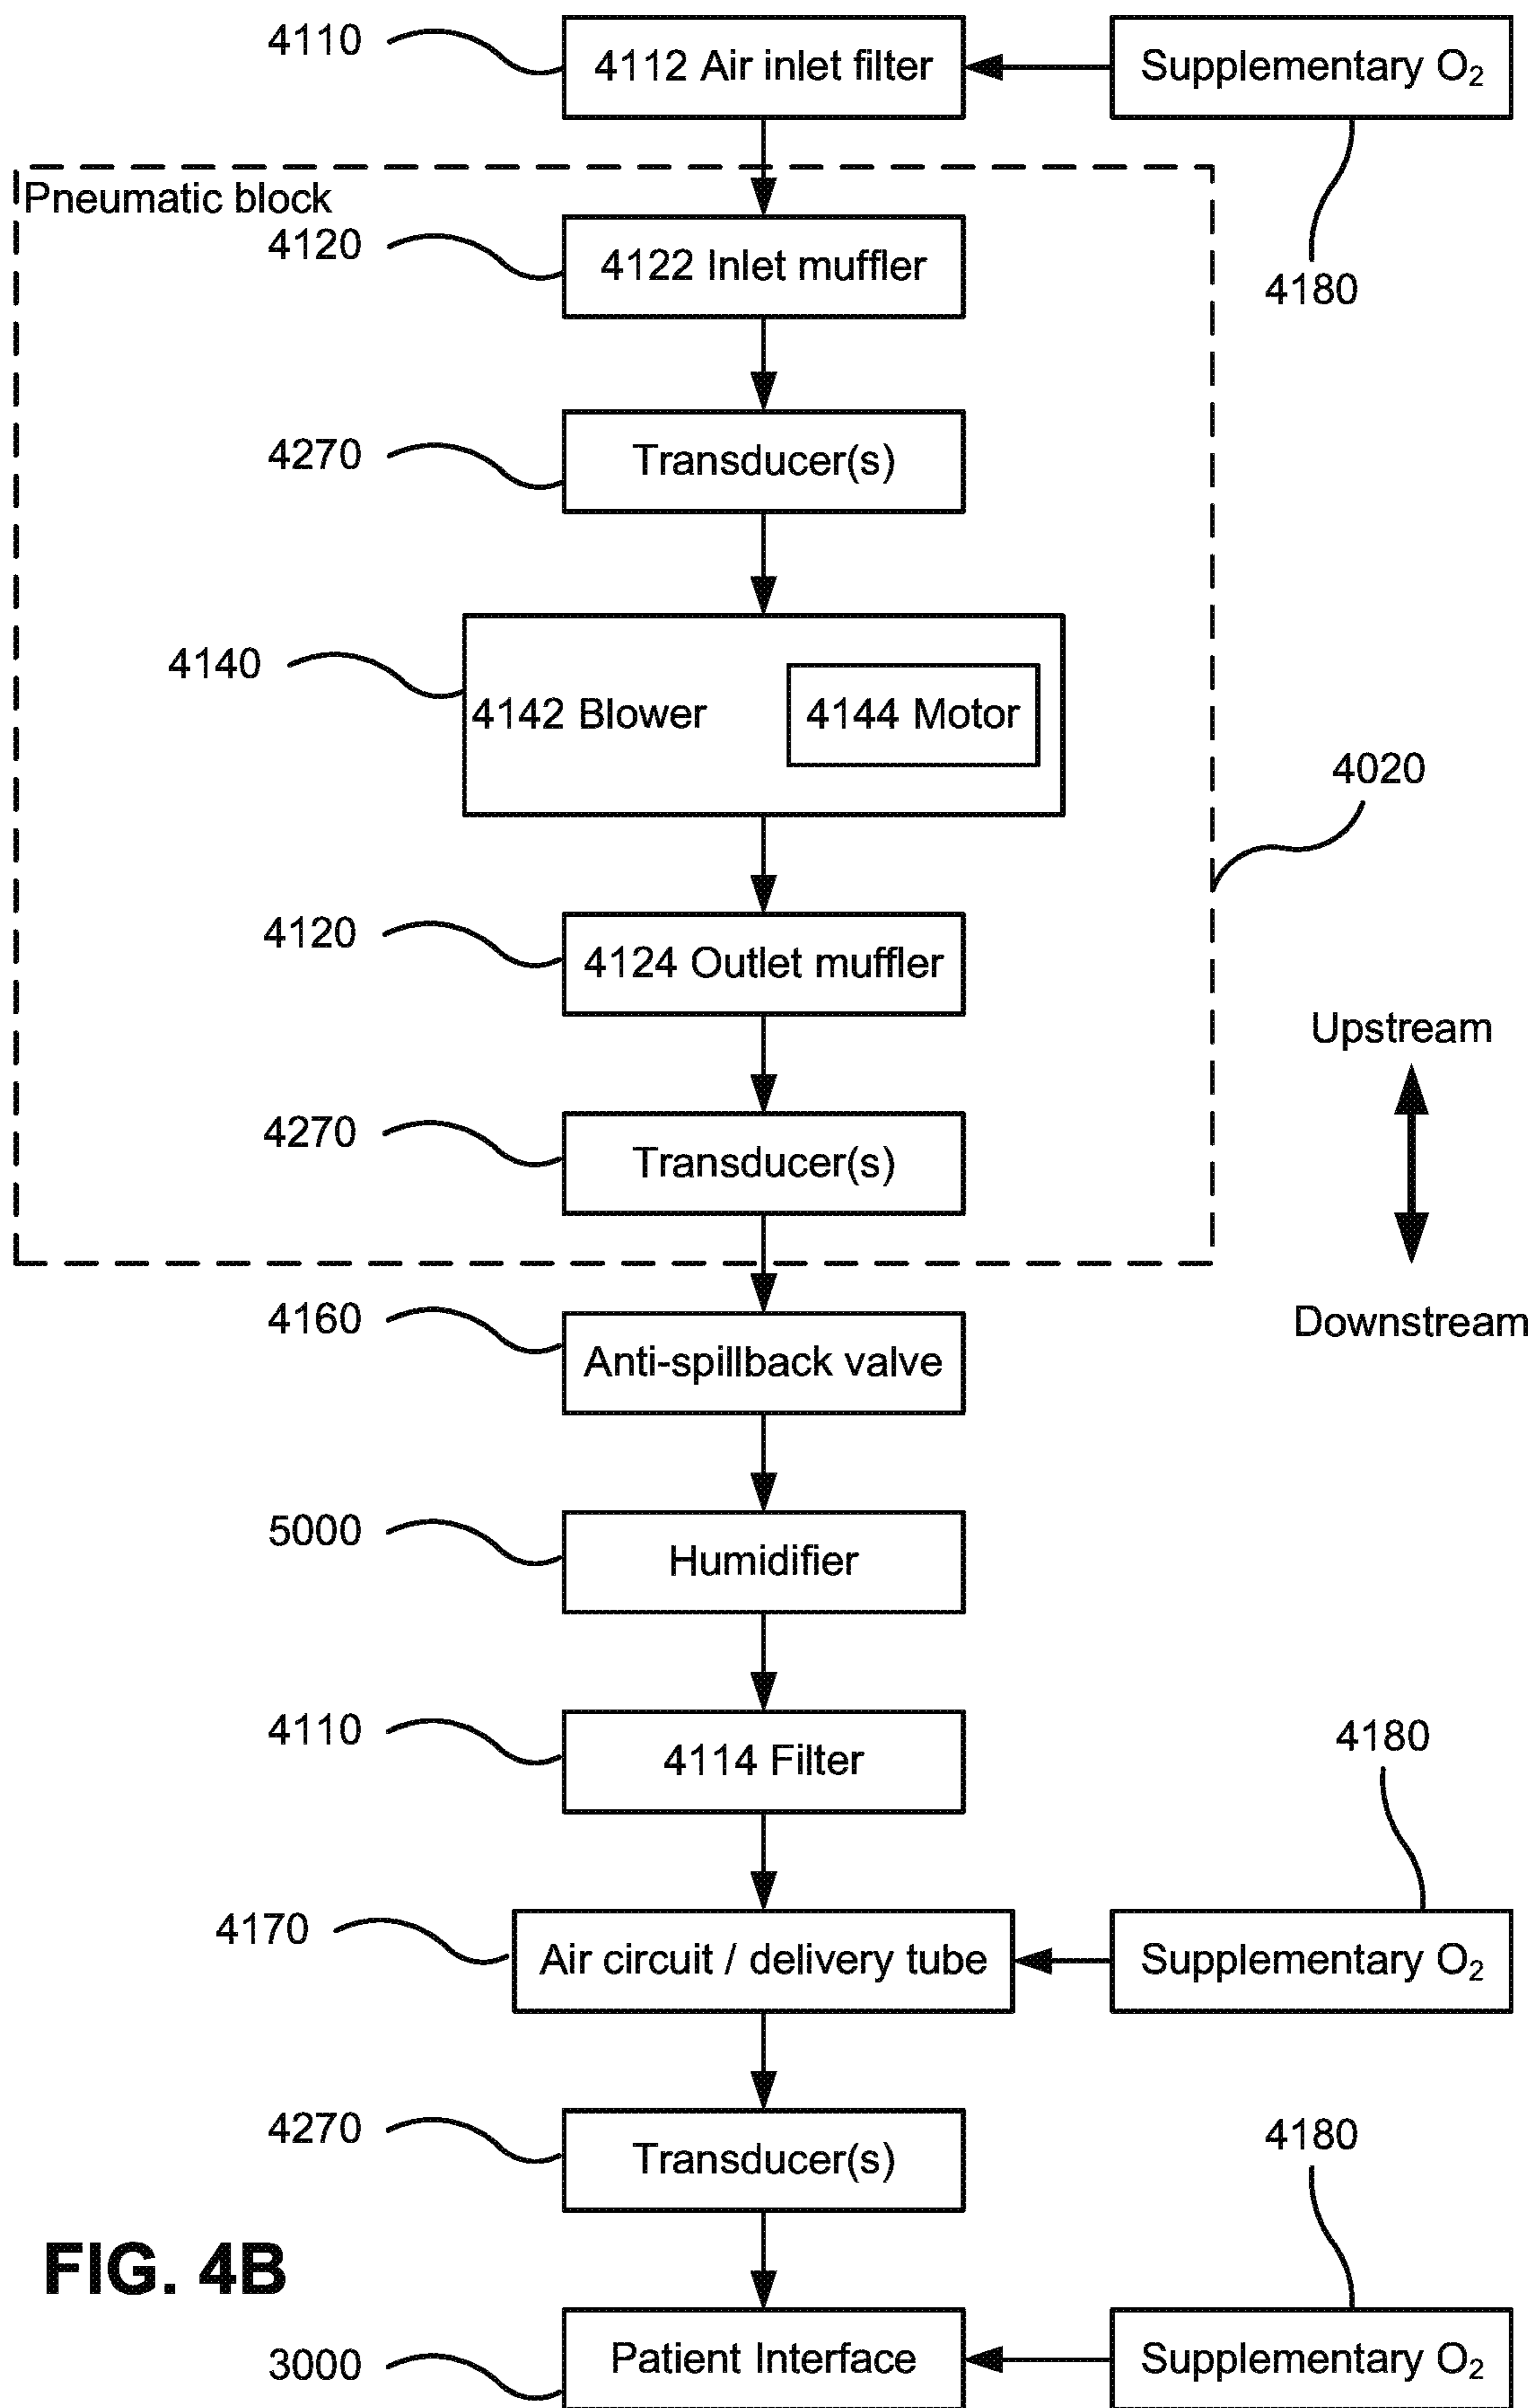 4110
4112 Air inlet filter
Supplementary O₂
Pneumatic block
4120
4122 Inlet muffler
4180
4270
Transducer(s)
4140
4142 Blower
4144 Motor
4020
4120
4124 Outlet muffler
Upstream
4270
Transducer(s)
4160
Anti-spillback valve
Downstream
5000
Humidifier
4110
4114 Filter
4180
4170
Air circuit / delivery tube
Supplementary O₂
4270
Transducer(s)
4180
FIG. 4B
3000
Patient Interface
Supplementary O₂